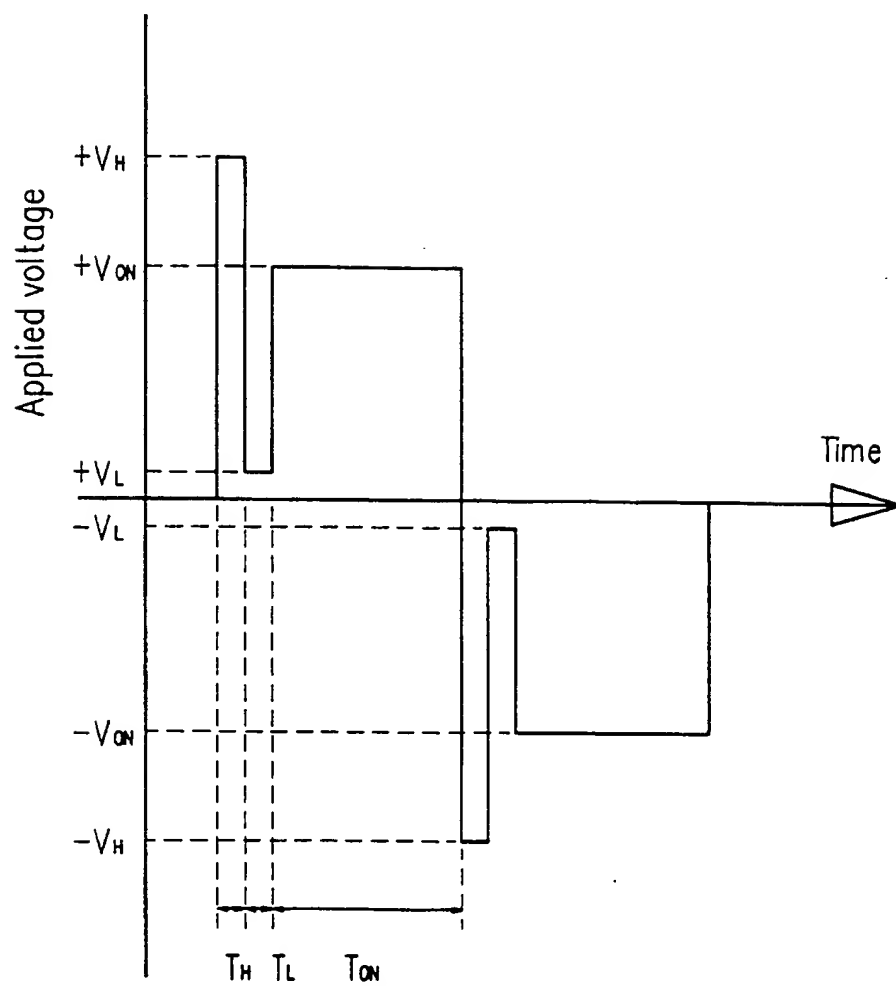 +VH
+VON
Applied voltage
+VL
Time
-VL
-VON
-VH
TH TL TON